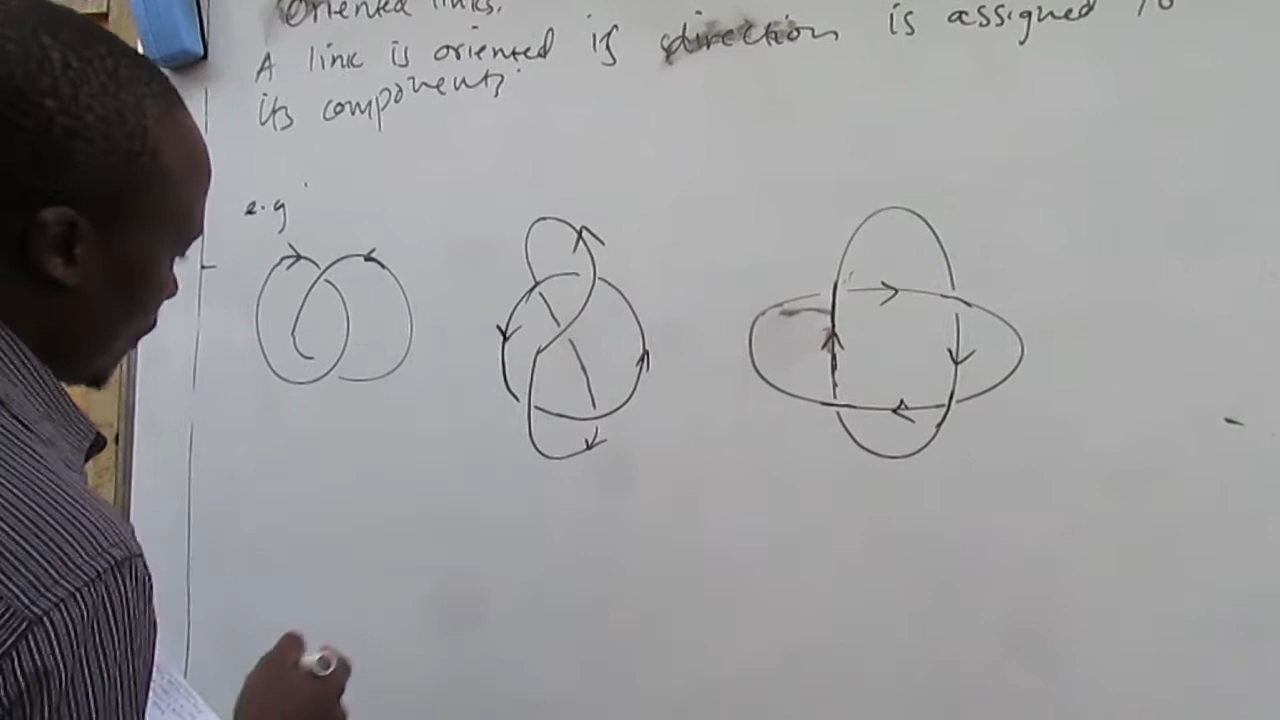 Oriented links.
A link is oriented if direction is assigned to
its components.
e.g